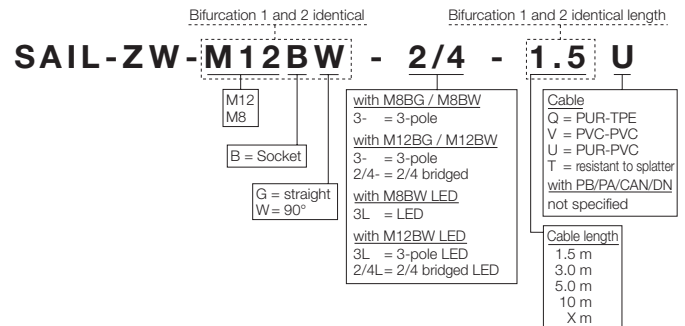 Bifurcation 1 and 2 identical
Bifurcation 1 and 2 identical length
SAIL-ZW-M12BW - 2/4 - 1.5 U
M12
M8
B = Socket
G = straight
W = 90°
with M8BG / M8BW
3- = 3-pole
with M12BG / M12BW
3- = 3-pole
2/4- = 2/4 bridged
with M8BW LED
3L = LED
with M12BW LED
3L = 3-pole LED
2/4L = 2/4 bridged LED
Cable
Q = PUR-TPE
V = PVC-PVC
U = PUR-PVC
T = resistant to splatter
with PB/PA/CAN/DN
not specified
Cable length
1.5 m
3.0 m
5.0 m
10 m
X m